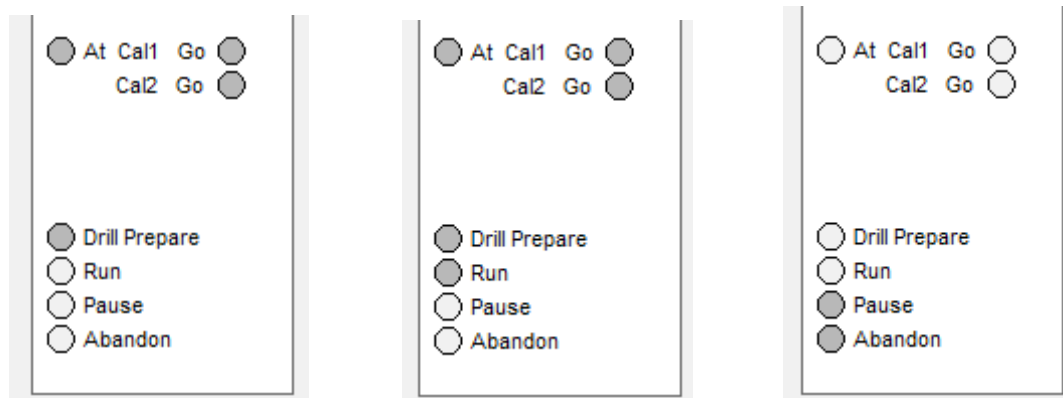 At Cal1 Go
Cal2 Go
Drill Prepare
Run
Pause
Abandon
At Cal1 Go
Cal2 Go
Drill Prepare
Run
Pause
Abandon
At Cal1 Go
Cal2 Go
Drill Prepare
Run
Pause
Abandon